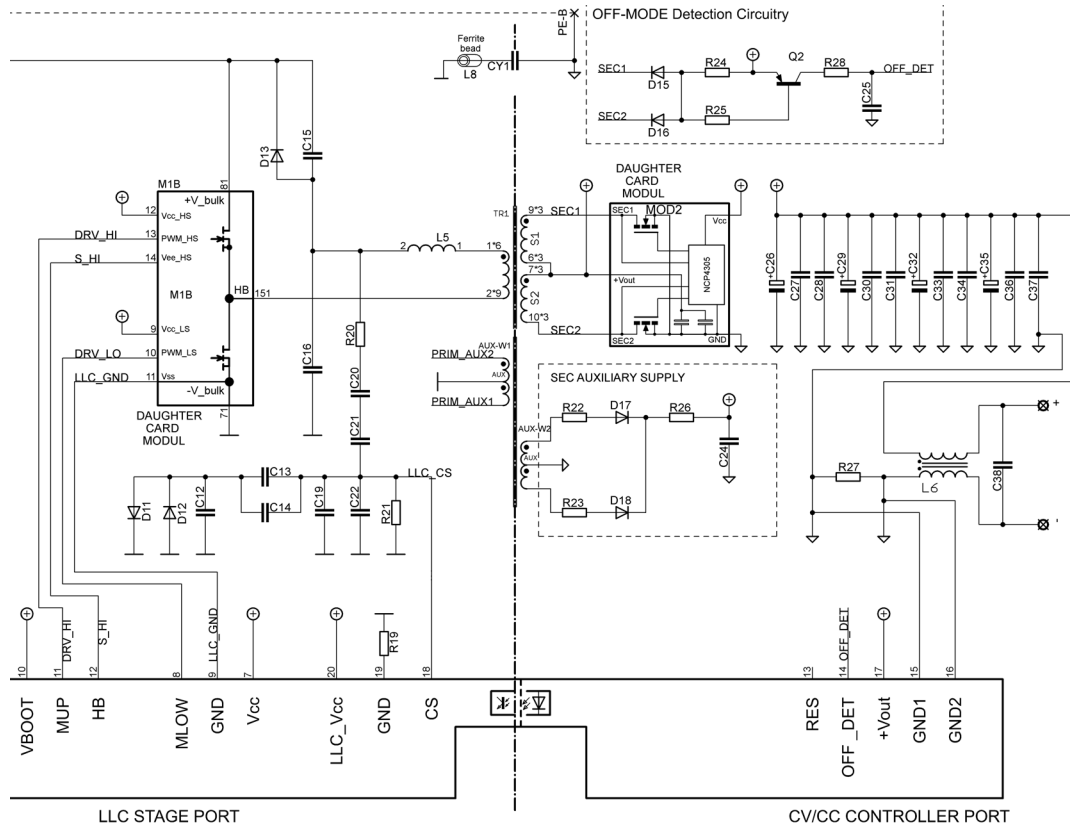 OFF-MODE Detection Circuitry
PE-B
Ferrite
bead
L8
CY1
SEC1
D15
R24
Q2
R28
OFF_DET
C25
SEC2
D16
R25
D13
C15
M1B
81
+V_bulk
12
Vcc_HS
DRV_HI
13
PWM_HS
S_HI
14
Vee_HS
M1B
HB
151
9
Vcc_LS
DRV_LO
10
PWM_LS
LLC_GND
11
Vss
-V_bulk
71
DAUGHTER
CARD
MODUL
2
L5
1
1*6
2*9
TR1
9*3
SEC1
S1
6*3
7*3
S2
10*3
SEC2
DAUGHTER
CARD
MODUL
MOD2
SEC1
Vcc
NCP4305
+Vout
SEC2
GND
+C26
C27
C28
+C29
C30
C31
+C32
C33
C34
+C35
C36
C37
R20
C16
C20
C21
PRIM_AUX2
AUX-W1
AUX
PRIM_AUX1
SEC AUXILIARY SUPPLY
R22
D17
R26
AUX-W2
AUX
C24
R23
D18
C13
C14
LLC_CS
D11
D12
C12
C19
C22
R21
R27
L6
C38
+
'
DRV_HI
S_HI
LLC_GND
R19
OFF_DET
10
11
12
8
9
7
20
19
18
13
14
17
15
16
VBOOT
MUP
HB
MLOW
GND
Vcc
LLC_Vcc
GND
CS
RES
OFF_DET
+Vout
GND1
GND2
LLC STAGE PORT
CV/CC CONTROLLER PORT